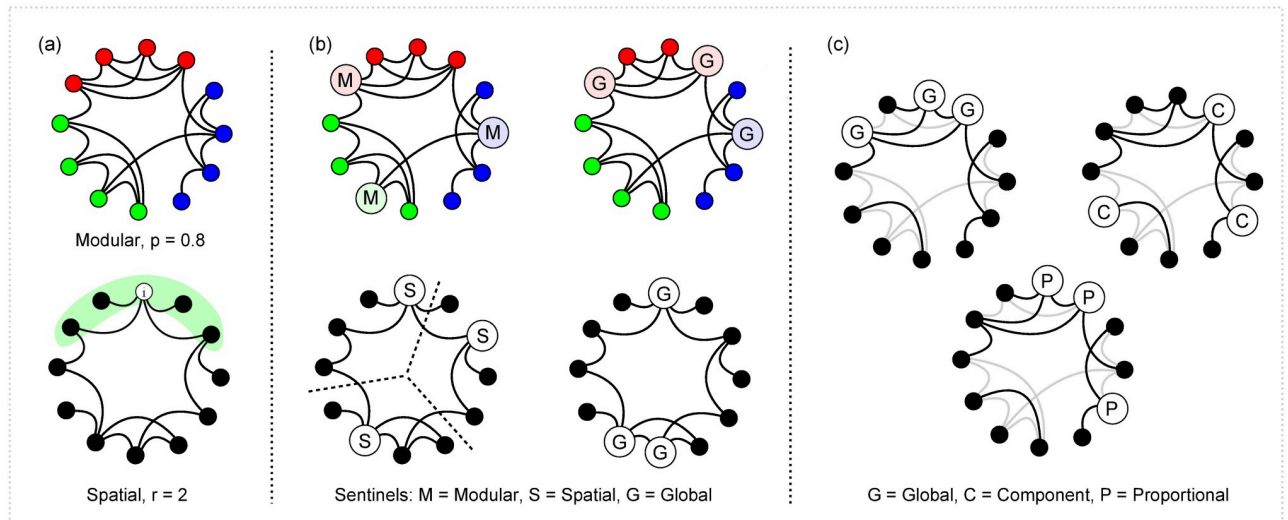 (a)
Modular, p = 0.8
i
Spatial, r = 2
(b)
M
M
M
G
G
G
S
S
S
G
G
G
Sentinels: M = Modular, S = Spatial, G = Global
(c)
G
G
G
C
C
C
P
P
P
G = Global, C = Component, P = Proportional